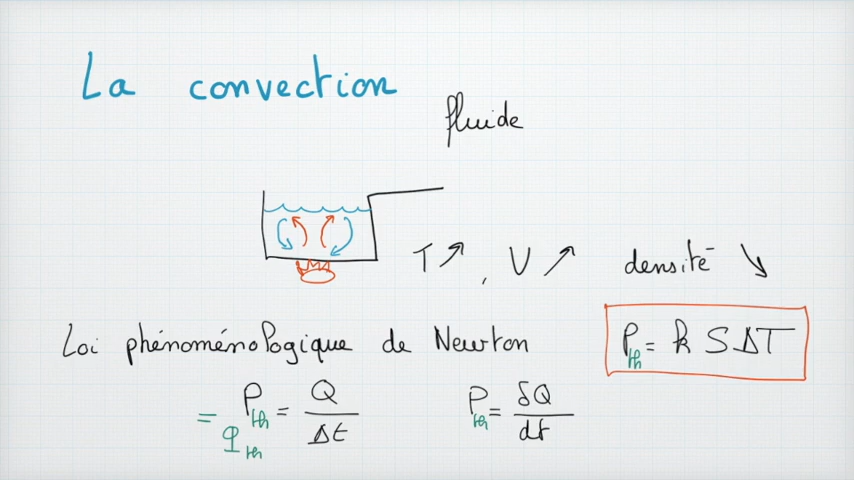 La convection
fluide
T ↗, V ↗ densité ↘
Loi phénoménologique de Newton
P_th = k S ΔT
= P_th = Q / Δt
φ_th
P_th = δQ / dt